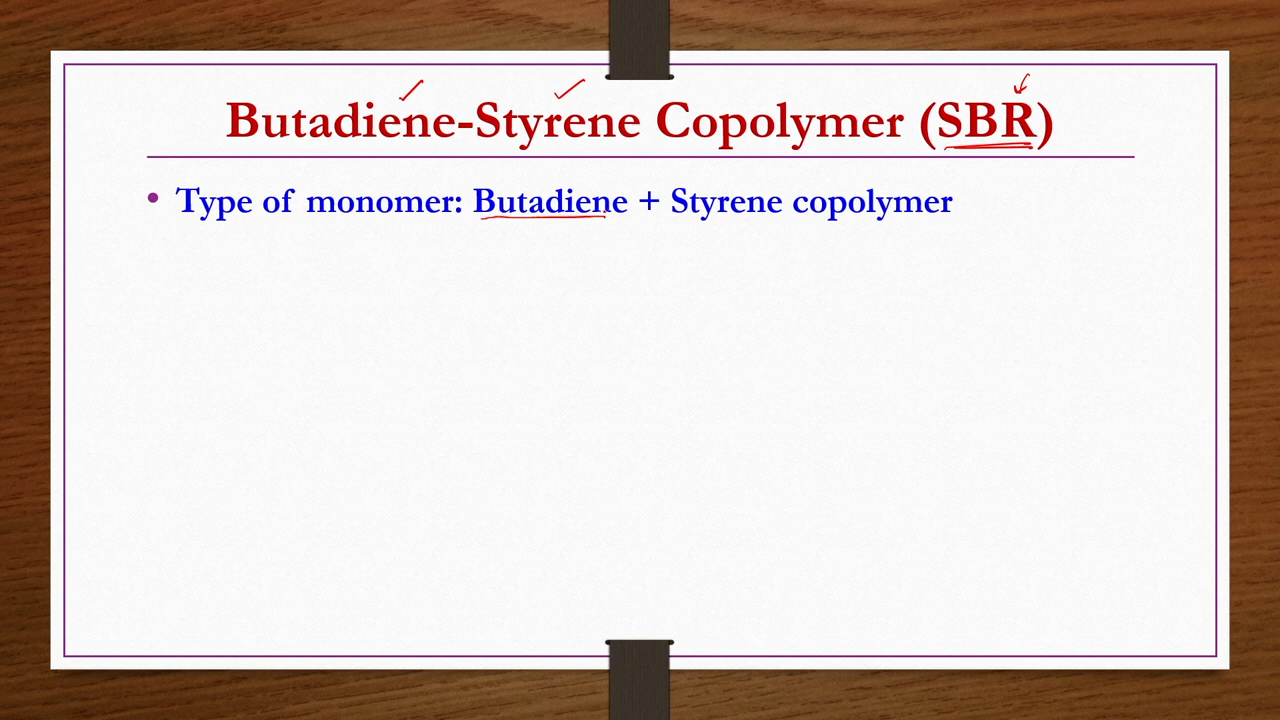 Butadiene-Styrene Copolymer (SBR)
• Type of monomer: Butadiene + Styrene copolymer